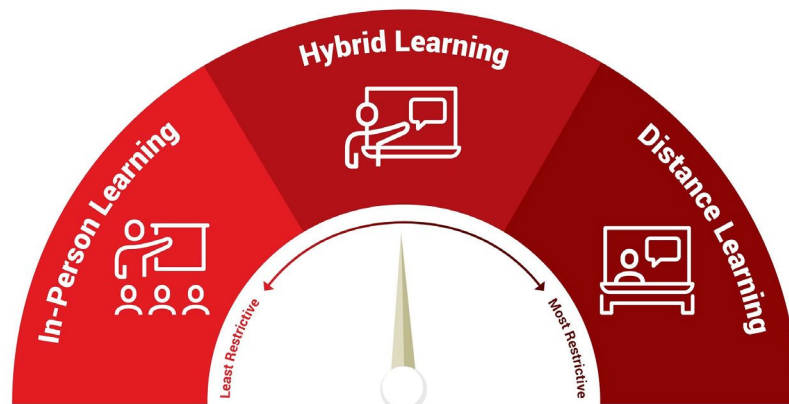 In-Person Learning
Hybrid Learning
Distance Learning
Least Restrictive
Most Restrictive